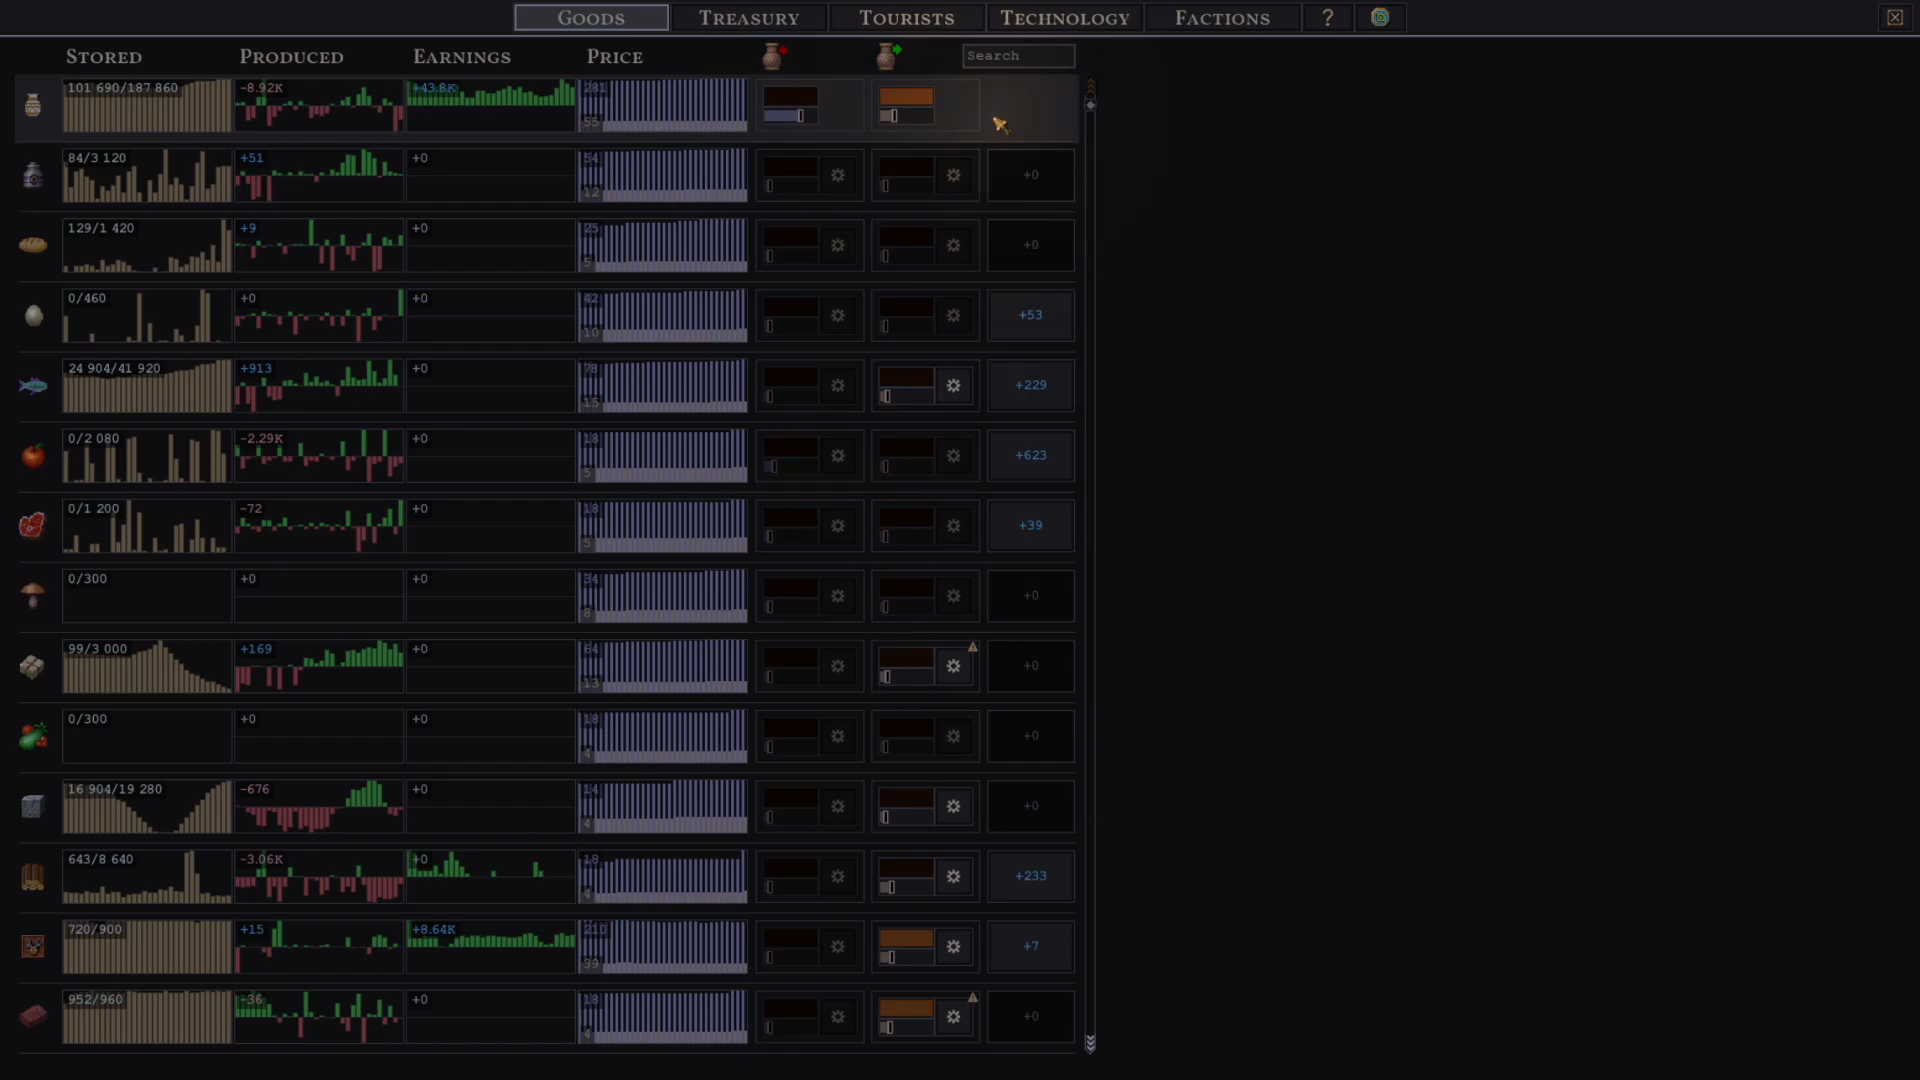 GOODS TREASURY TOURISTS TECHNOLOGY FACTIONS ?
STORED PRODUCED EARNINGS PRICE Search
101 690/187 860 -8.92K +43.8K 281
55
84/3 120 +51 +0 54
12 +0
129/1 420 +9 +0 25
5 +0
0/460 +0 +0 42
10 +53
24 904/41 920 +913 +0 78
15 +229
0/2 080 -2.29K +0 18
5 +623
0/1 200 -72 +0 18
5 +39
0/300 +0 +0 34
8 +0
99/3 000 +169 +0 64
13 +0
0/300 +0 +0 18
4 +0
16 904/19 280 -676 +0 14
4 +0
643/8 640 -3.06K +0 18
4 +233
720/900 +15 +8.64K 210
39 +7
952/960 -36 +0 18
4 +0